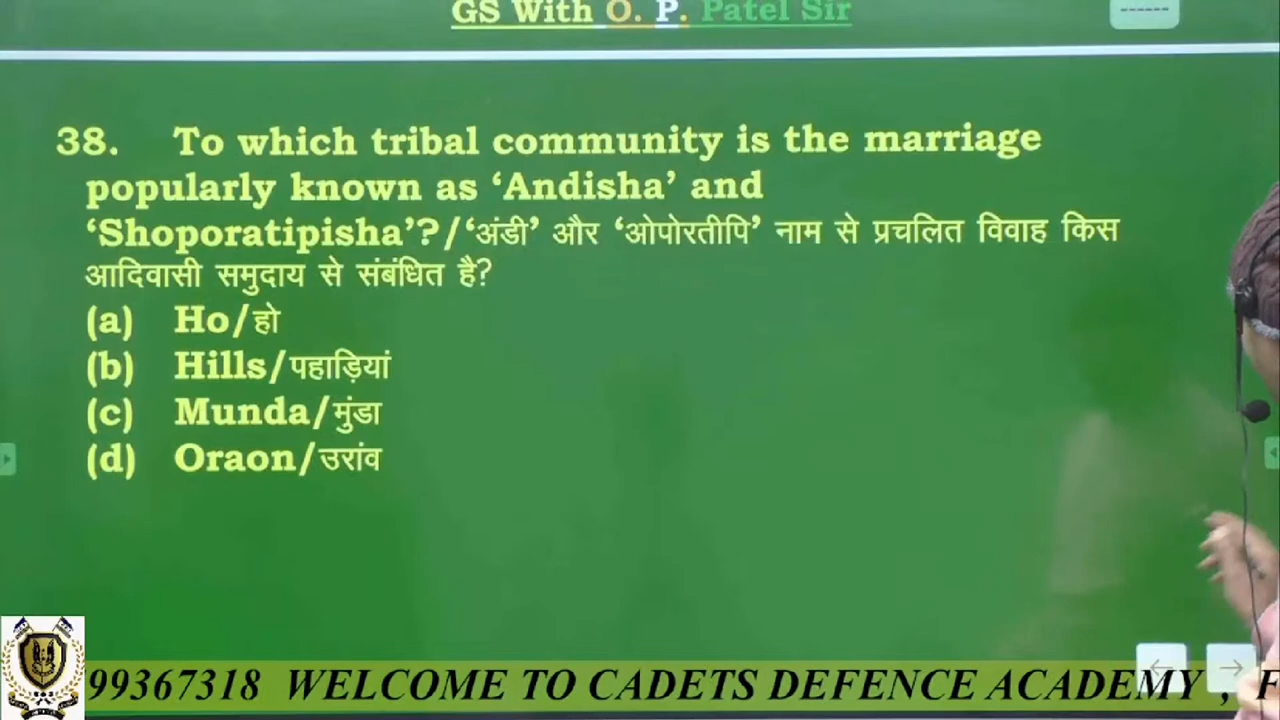 GS With O. P. Patel Sir
------
38. To which tribal community is the marriage
popularly known as ‘Andisha’ and
‘Shoporatipisha’?/‘अंडी’ और ‘ओपोरतीपि’ नाम से प्रचलित विवाह किस
आदिवासी समुदाय से संबंधित है?
(a) Ho/हो
(b) Hills/पहाड़ियां
(c) Munda/मुंडा
(d) Oraon/उरांव
99367318 WELCOME TO CADETS DEFENCE ACADEMY , F